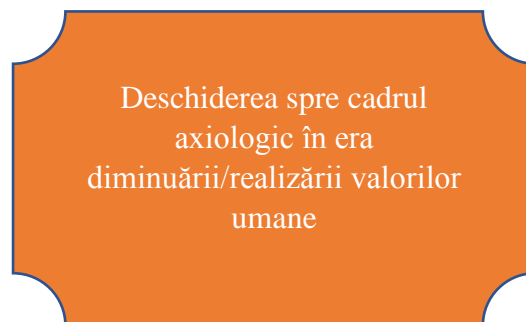 Deschiderea spre cadrul
axiologic în era
diminuării/realizării valorilor
umane